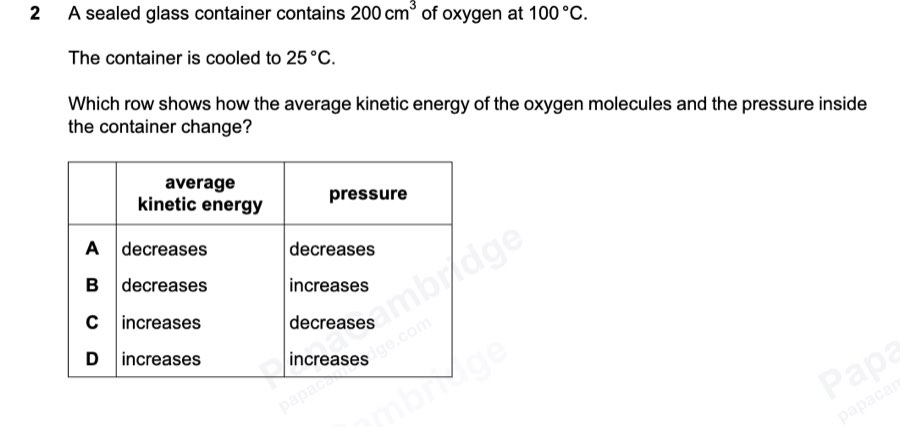 2 A sealed glass container contains 200 cm³ of oxygen at 100 °C.
The container is cooled to 25 °C.
Which row shows how the average kinetic energy of the oxygen molecules and the pressure inside
the container change?
average
kinetic energy
pressure
A decreases decreases
B decreases increases
C increases decreases
D increases increases
PapaCambridge